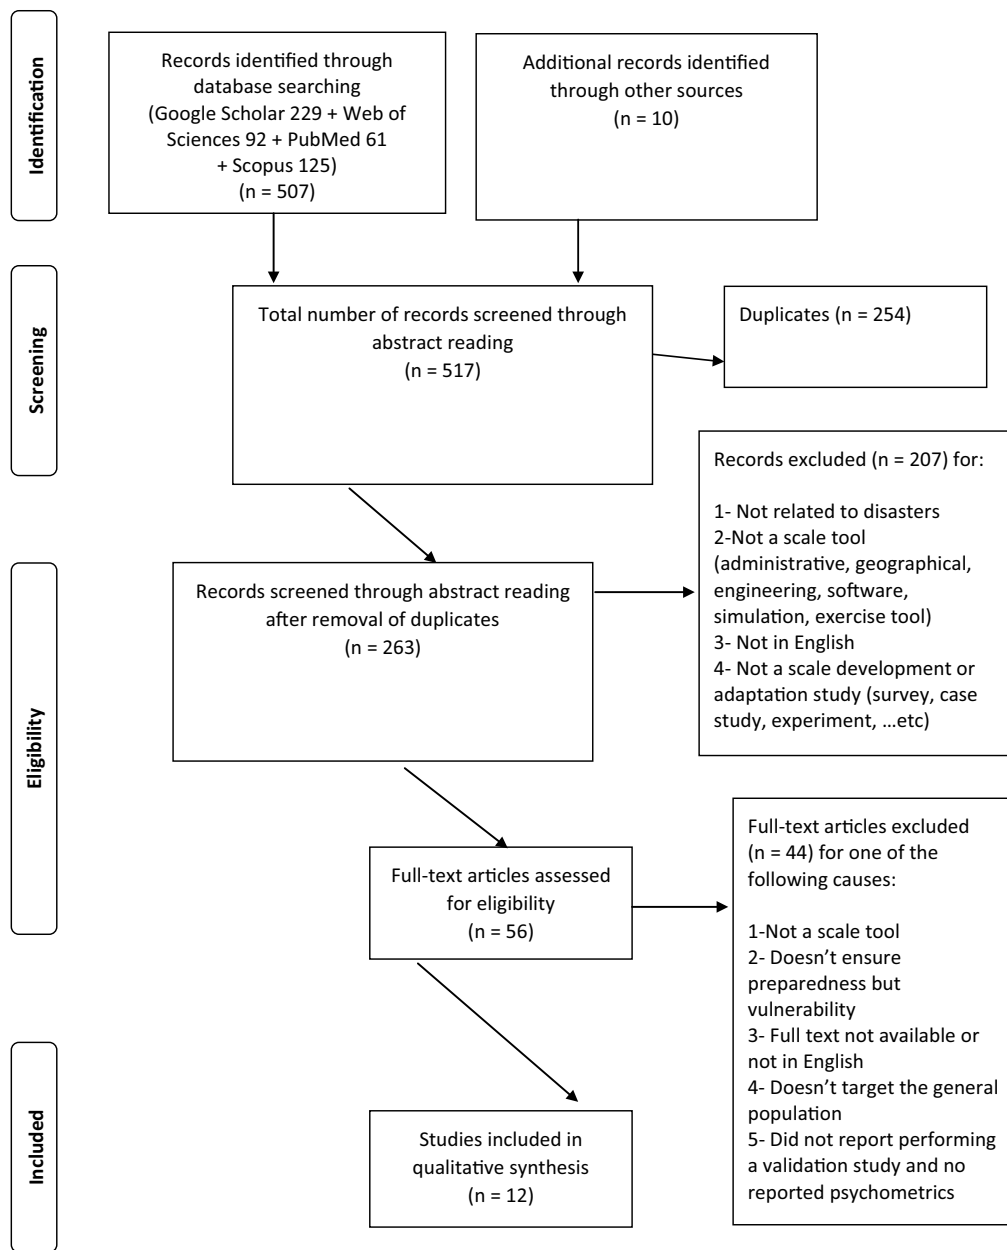 Identification
Records identified through
database searching
(Google Scholar 229 + Web of
Sciences 92 + PubMed 61
+ Scopus 125)
(n = 507)
Additional records identified
through other sources
(n = 10)
Screening
Total number of records screened through
abstract reading
(n = 517)
Duplicates (n = 254)
Records excluded (n = 207) for:
1- Not related to disasters
2-Not a scale tool
(administrative, geographical,
engineering, software,
simulation, exercise tool)
3- Not in English
4- Not a scale development or
adaptation study (survey, case
study, experiment, ...etc)
Eligibility
Records screened through abstract reading
after removal of duplicates
(n = 263)
Full-text articles assessed
for eligibility
(n = 56)
Full-text articles excluded
(n = 44) for one of the
following causes:
1-Not a scale tool
2- Doesn’t ensure
preparedness but
vulnerability
3- Full text not available or
not in English
4- Doesn’t target the general
population
5- Did not report performing
a validation study and no
reported psychometrics
Included
Studies included in
qualitative synthesis
(n = 12)